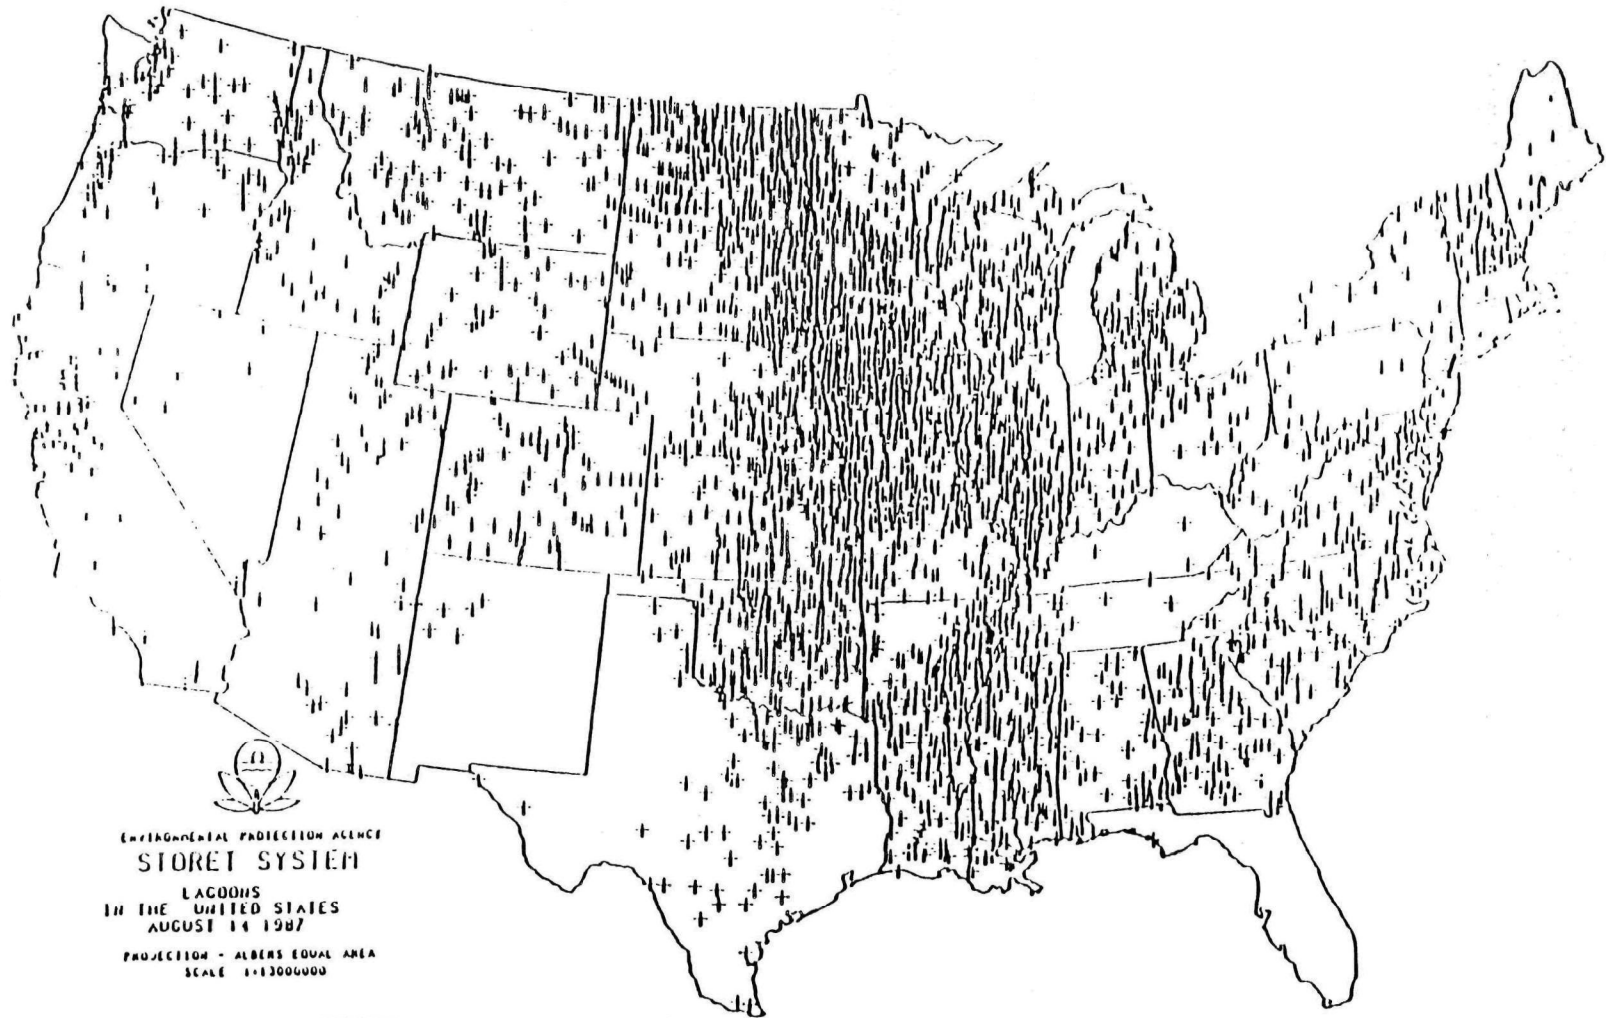 ENVIRONMENTAL PROTECTION AGENCY
STORET SYSTEM
LAGOONS
IN THE UNITED STATES
AUGUST 14 1987
PROJECTION - ALBERS EQUAL AREA
SCALE 1:13000000